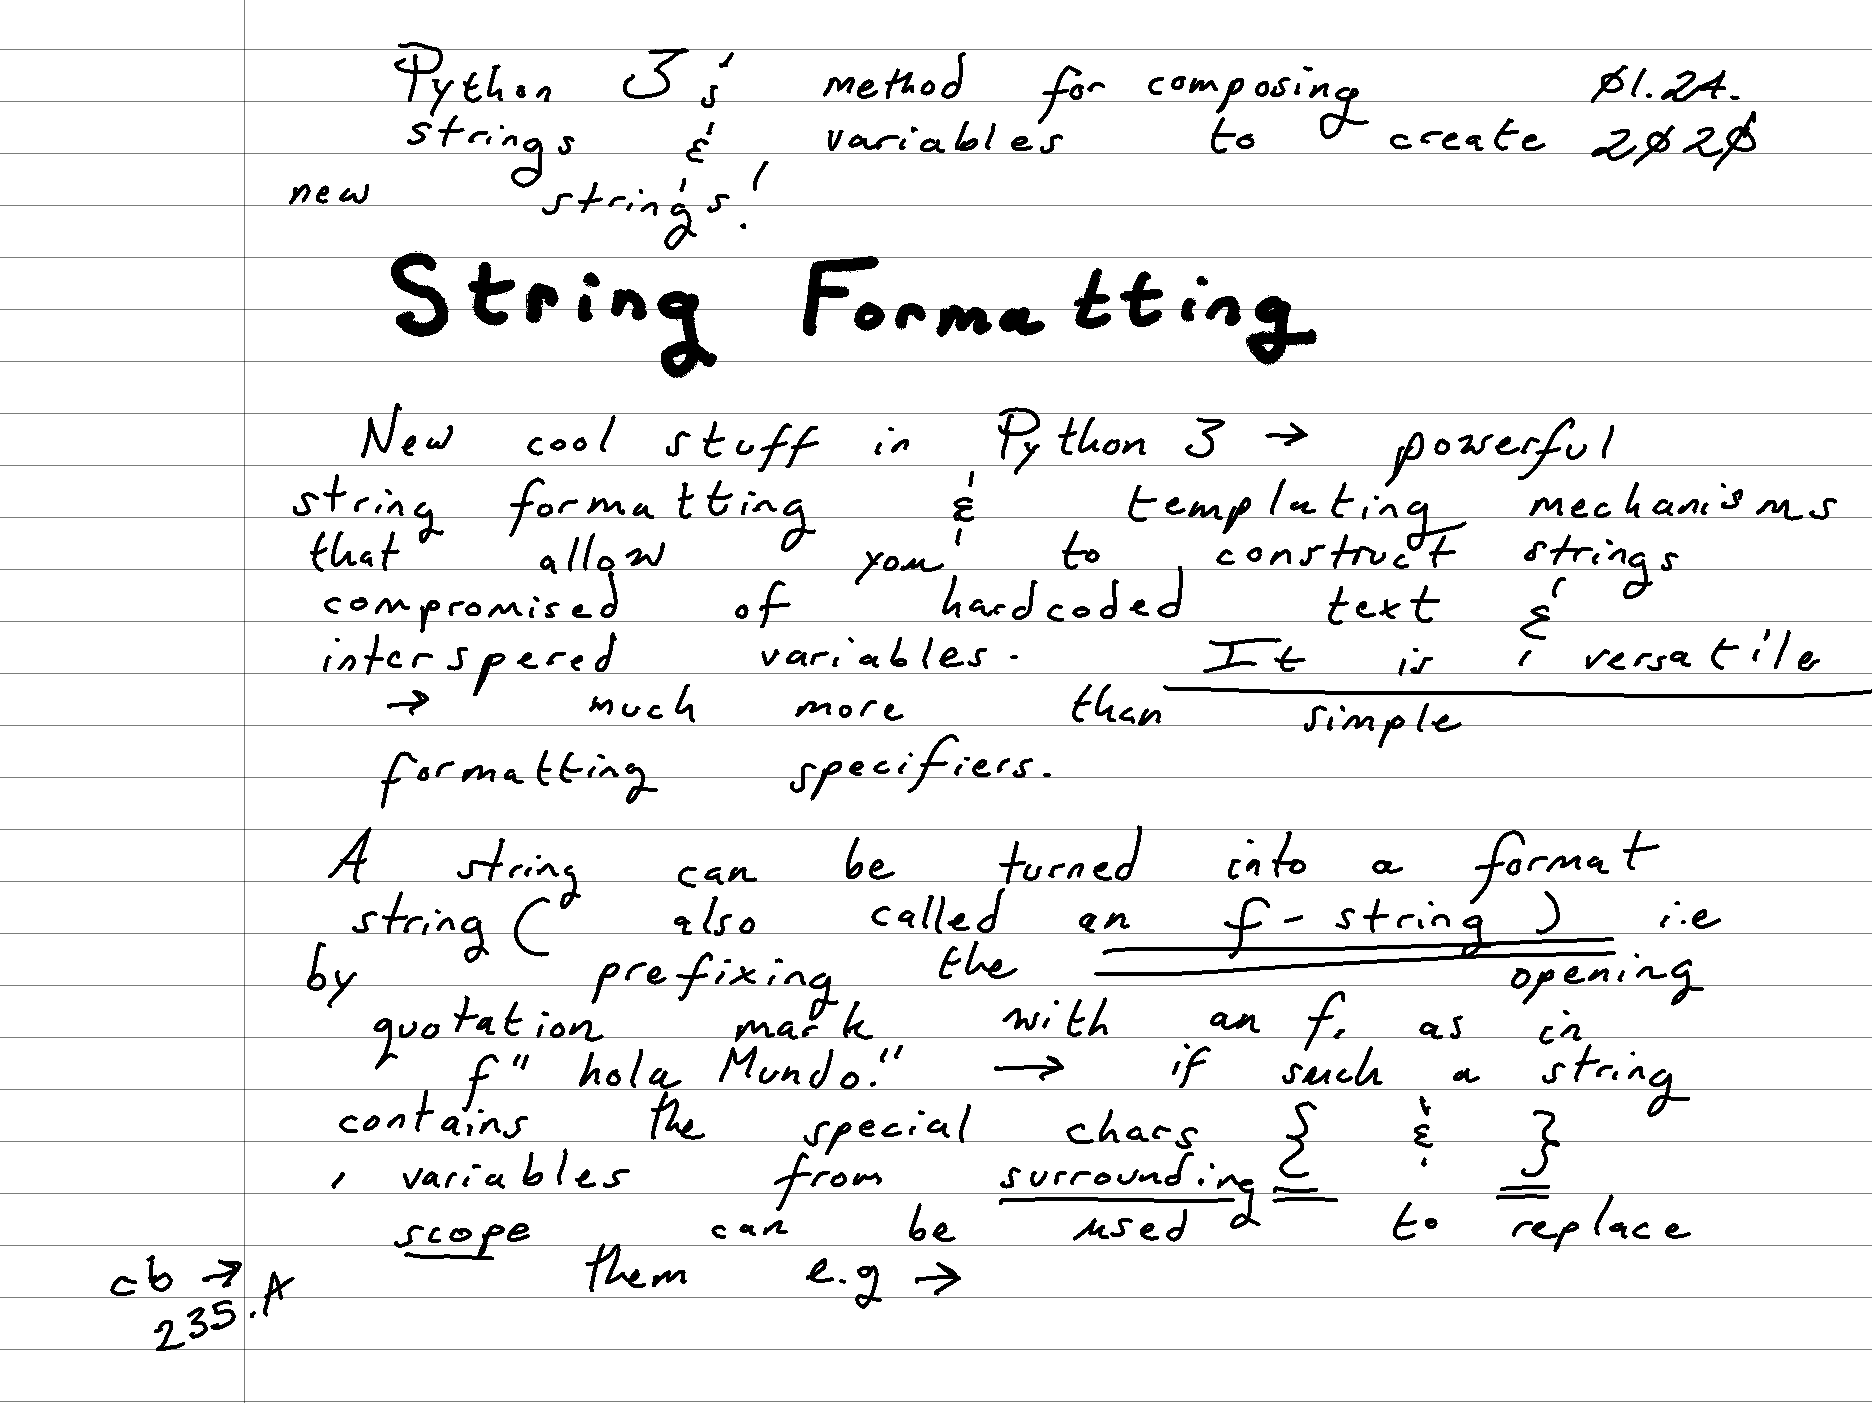 Python 3's method for composing 01.24.
strings & variables to create 2020
new strings!
String Formatting
New cool stuff in Python 3 → powerful
string formatting & templating mechanisms
that allow you to construct strings
compromised of hardcoded text &
interspered variables. It is versatile
→ much more than simple
formatting specifiers.
A string can be turned into a format
string ( also called an f-string ) i.e
by prefixing the opening
quotation mark with an f, as in
f" hola Mundo." → if such a string
contains the special chars { & }
, variables from surrounding
scope can be used to replace
them e.g →
cb →
235.A